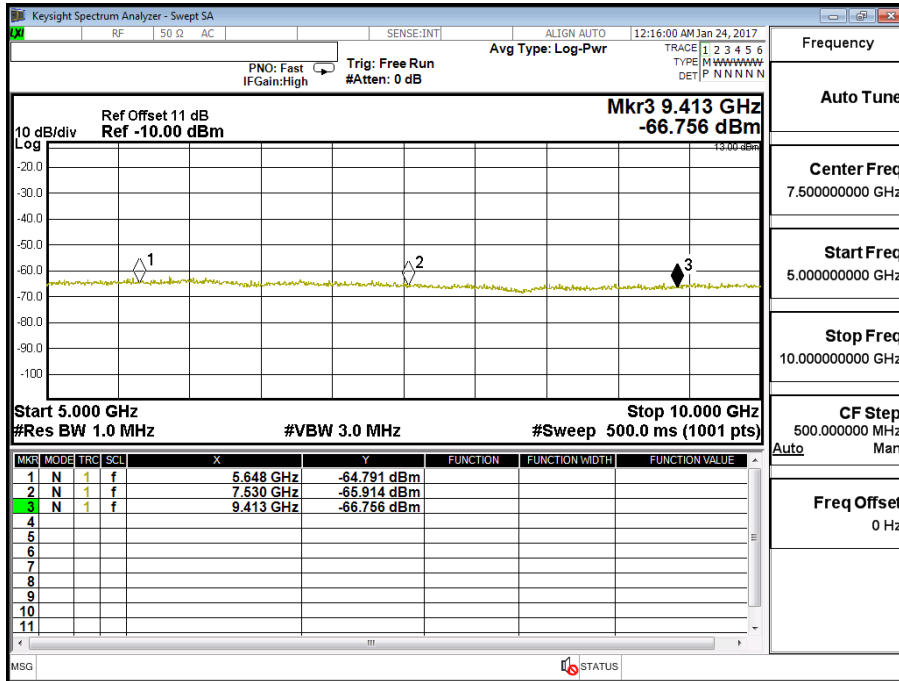 Keysight Spectrum Analyzer - Swept SA
LXI RF 50 Ω AC SENSE:INT ALIGN AUTO 12:16:00 AM Jan 24, 2017
Avg Type: Log-Pwr
TRACE 1 2 3 4 5 6
PNO: Fast Trig: Free Run
TYPE M W W W W W
IFGain:High #Atten: 0 dB
DET P N N N N N
Frequency
Auto Tune
Center Freq
7.500000000 GHz
Start Freq
5.000000000 GHz
Stop Freq
10.000000000 GHz
CF Step
500.000000 MHz
Auto Man
Freq Offset
0 Hz
Mkr3 9.413 GHz
-66.756 dBm
Ref Offset 11 dB
10 dB/div Ref -10.00 dBm
Log
-13.00 dBm
-20.0
-30.0
-40.0
-50.0
-60.0
-70.0
-80.0
-90.0
-100
1
2
3
Start 5.000 GHz Stop 10.000 GHz
#Res BW 1.0 MHz #VBW 3.0 MHz #Sweep 500.0 ms (1001 pts)
MKR MODE TRC SCL X Y FUNCTION FUNCTION WIDTH FUNCTION VALUE
1 N 1 f 5.648 GHz -64.791 dBm
2 N 1 f 7.530 GHz -65.914 dBm
3 N 1 f 9.413 GHz -66.756 dBm
4
5
6
7
8
9
10
11
MSG STATUS